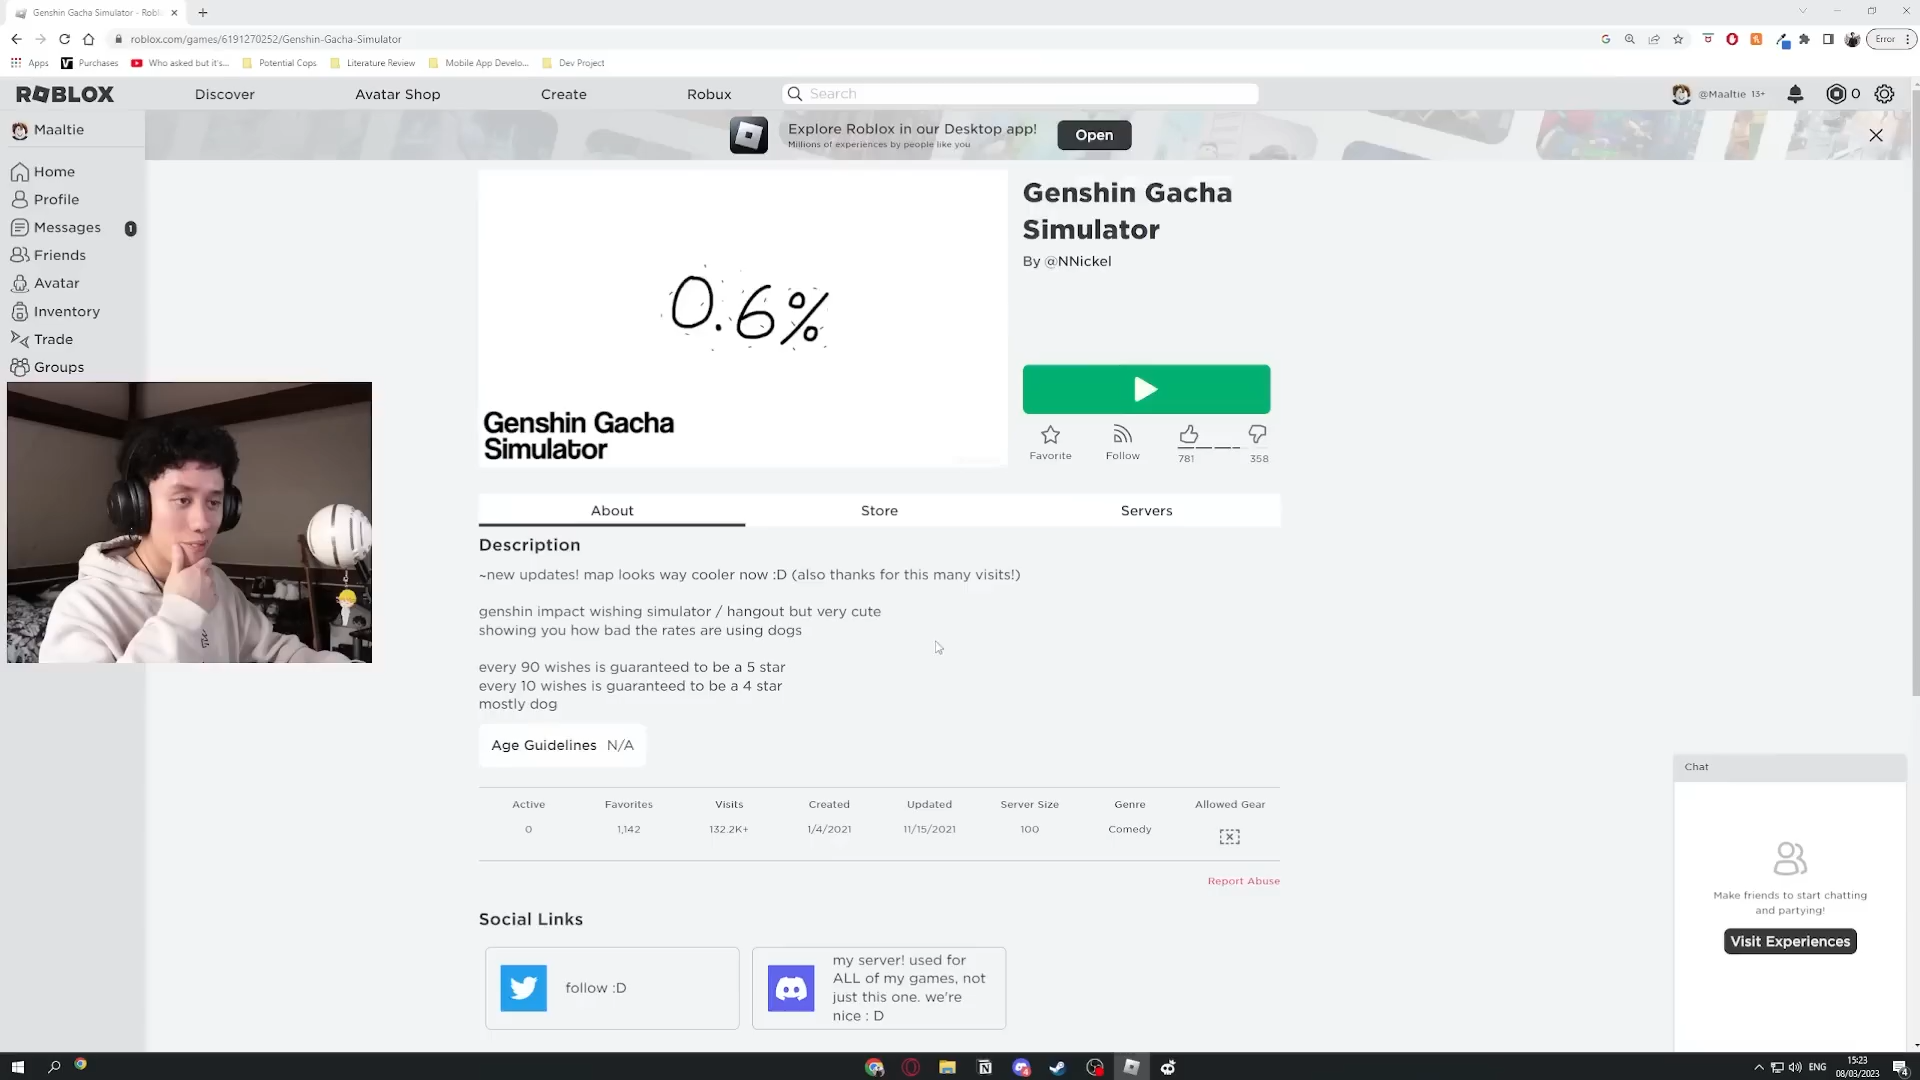 Genshin Gacha Simulator - Robl
roblox.com/games/6191270252/Genshin-Gacha-Simulator
Error
Apps
Purchases
Who asked but it's...
Potential Cops
Literature Review
Mobile App Develo...
Dev Project
ROBLOX
Discover
Avatar Shop
Create
Robux
Search
@Maaltie 13+
0
Maaltie
Explore Roblox in our Desktop app!
Millions of experiences by people like you
Open
Home
Profile
Messages 1
Friends
Avatar
Inventory
Trade
Groups
0.6%
Genshin Gacha
Simulator
Genshin Gacha
Simulator
By @NNickel
Favorite
Follow
781
358
About
Store
Servers
Description
~new updates! map looks way cooler now :D (also thanks for this many visits!)
genshin impact wishing simulator / hangout but very cute
showing you how bad the rates are using dogs
every 90 wishes is guaranteed to be a 5 star
every 10 wishes is guaranteed to be a 4 star
mostly dog
Age Guidelines N/A
Active Favorites Visits Created Updated Server Size Genre Allowed Gear
0 1,142 132.2K+ 1/4/2021 11/15/2021 100 Comedy
Report Abuse
Social Links
follow :D
my server! used for
ALL of my games, not
just this one. we're
nice : D
Chat
Make friends to start chatting
and partying!
Visit Experiences
ENG
15:23
08/03/2023